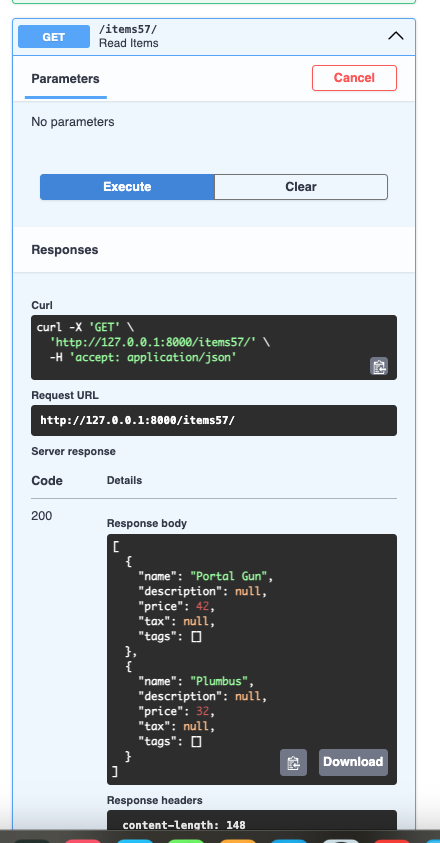 GET /items57/
Read Items
Parameters
Cancel
No parameters
Execute
Clear
Responses
Curl
curl -X 'GET' \
  'http://127.0.0.1:8000/items57/' \
  -H 'accept: application/json'
Request URL
http://127.0.0.1:8000/items57/
Server response
Code Details
200
Response body
[
  {
    "name": "Portal Gun",
    "description": null,
    "price": 42,
    "tax": null,
    "tags": []
  },
  {
    "name": "Plumbus",
    "description": null,
    "price": 32,
    "tax": null,
    "tags": []
  }
]
Download
Response headers
content-length: 148